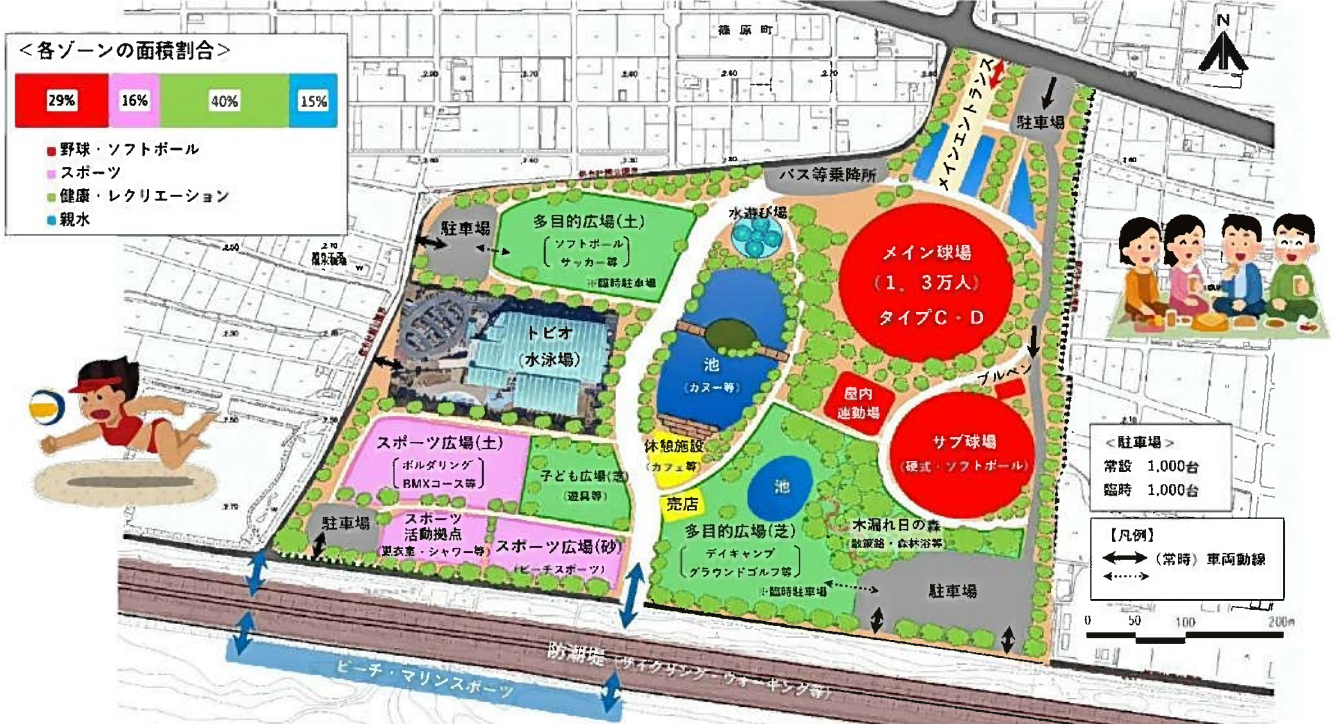 ＜各ゾーンの面積割合＞
29%
16%
40%
15%
野球・ソフトボール
スポーツ
健康・レクリエーション
親水
篠原町
N
メインエントランス
駐車場
バス等乗降所
水遊び場
駐車場
多目的広場(土)
ソフトボール
サッカー等
※臨時駐車場
メイン球場
(1．3万人)
タイプC・D
トビオ
(水泳場)
池
(カヌー等)
ブルペン
屋内
運動場
サブ球場
(硬式・ソフトボール)
休憩施設
(カフェ等)
売店
スポーツ広場(土)
ボルダリング
BMXコース等
子ども広場(芝)
(遊具等)
池
多目的広場(芝)
デイキャンプ
グラウンドゴルフ等
※臨時駐車場
木漏れ日の森
(散策路・森林浴等)
駐車場
スポーツ
活動拠点
(更衣室・シャワー等)
スポーツ広場(砂)
(ビーチスポーツ)
駐車場
＜駐車場＞
常設 1,000台
臨時 1,000台
【凡例】
(常時) 車両動線
0 50 100 200m
防潮堤 (サイクリング・ウォーキング等)
ビーチ・マリンスポーツ